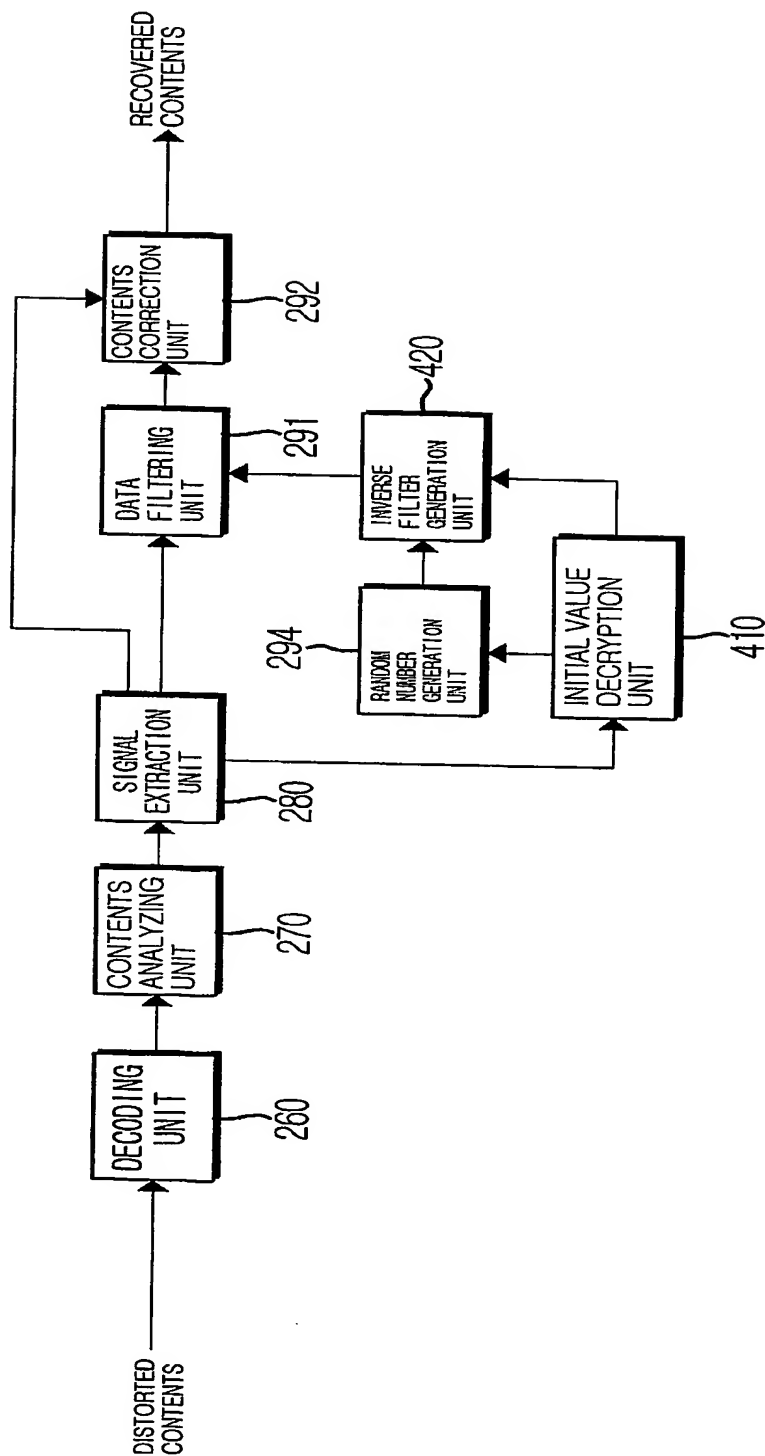 DISTORTED
CONTENTS
DECODING
UNIT
260
CONTENTS
ANALYZING
UNIT
270
SIGNAL
EXTRACTION
UNIT
280
DATA
FILTERING
UNIT
291
CONTENTS
CORRECTION
UNIT
292
RECOVERED
CONTENTS
RANDOM
NUMBER
GENERATION
UNIT
294
INVERSE
FILTER
GENERATION
UNIT
420
INITIAL VALUE
DECRYPTION
UNIT
410